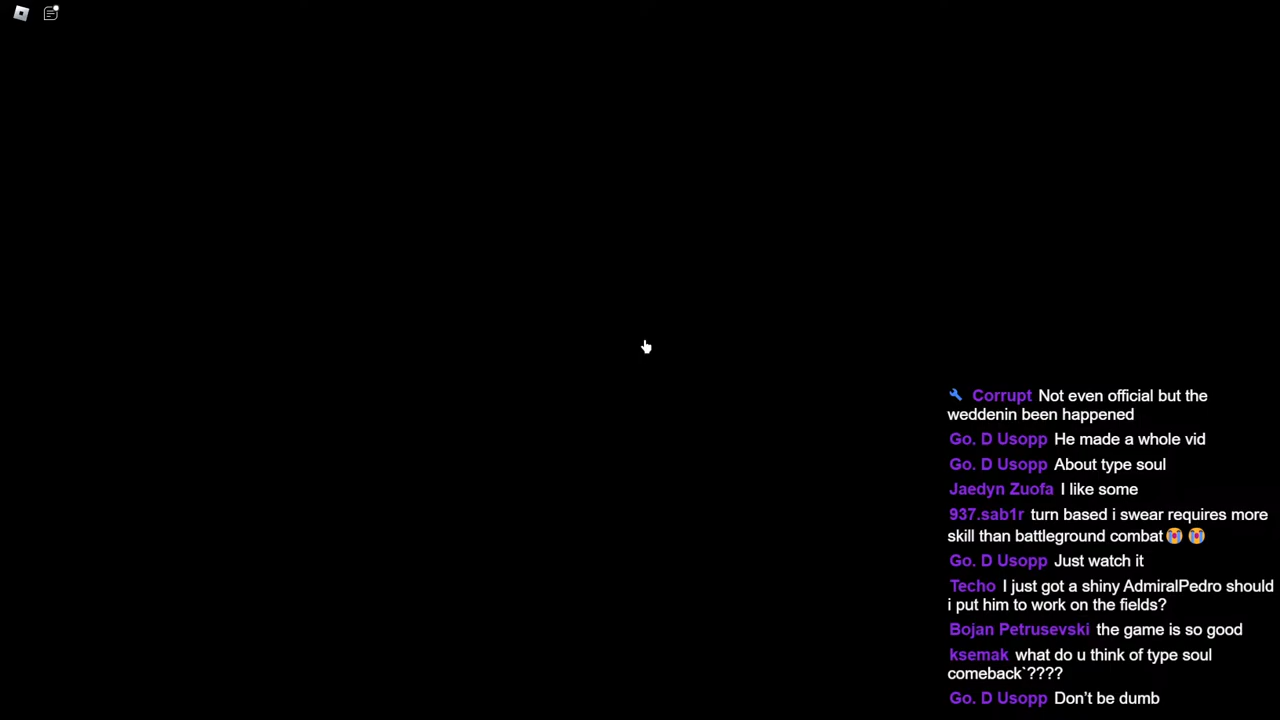 Corrupt Not even official but the
weddenin been happened
Go. D Usopp He made a whole vid
Go. D Usopp About type soul
Jaedyn Zuofa I like some
937.sab1r turn based i swear requires more
skill than battleground combat😭 😭
Go. D Usopp Just watch it
Techo I just got a shiny AdmiralPedro should
i put him to work on the fields?
Bojan Petrusevski the game is so good
ksemak what do u think of type soul
comeback`????
Go. D Usopp Don't be dumb